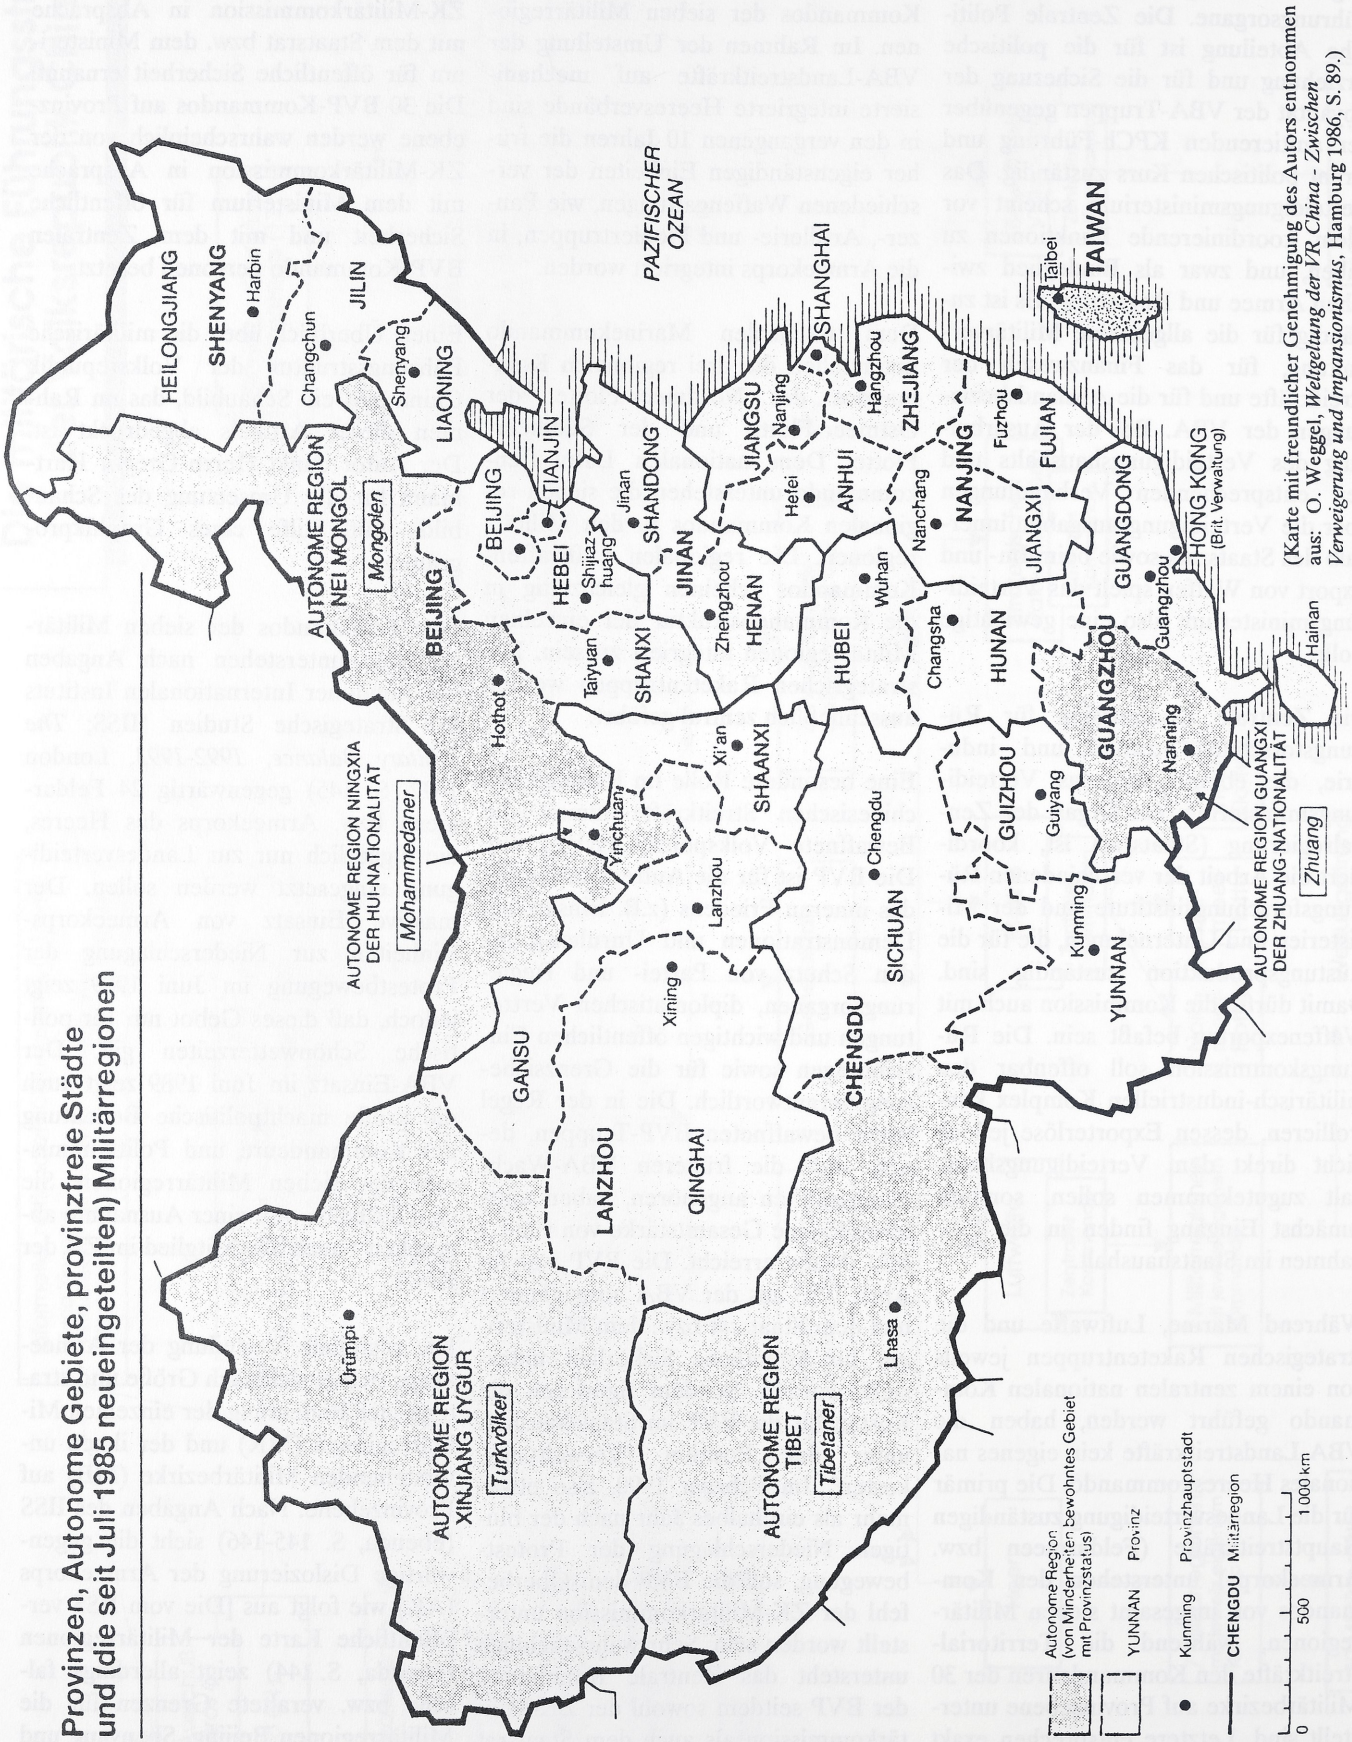 Provinzen, Autonome Gebiete, provinzfreie Städte
und (die seit Juli 1985 neueingeteilten) Militärregionen
HEILONGJIANG
SHENYANG
Harbin
Changchun
JILIN
Shenyang
LIAONING
AUTONOME REGION
NEI MONGOL
Mongolen
BEIJING
Hothot
AUTONOME REGION NINGXIA
DER HUI-NATIONALITÄT
Mohammedaner
Yinchuan
BEIJING
TIANJIN
HEBEI
Shijiaz-
huang
Jinan
SHANDONG
JINAN
Taiyuan
SHANXI
Zhengzhou
HENAN
Xi'an
SHAANXI
Lanzhou
Xining
GANSU
LANZHOU
QINGHAI
Ürümpi
AUTONOME REGION
XINJIANG UYGUR
Turkvölker
AUTONOME REGION
TIBET
Tibetaner
Lhasa
CHENGDU
Chengdu
SICHUAN
HUBEI
Wuhan
JIANGSU
Nanjing
SHANGHAI
Hefei
ANHUI
Hangzhou
ZHEJIANG
Nanchang
NANJING
JIANGXI
Fuzhou
FUJIAN
Changsha
HUNAN
GUIZHOU
Guiyang
Kunming
YUNNAN
GUANGZHOU
Nanning
Guangzhou
GUANGDONG
HONG KONG
(Brit. Verwaltung)
Hainan
AUTONOME REGION GUANGXI
DER ZHUANG-NATIONALITÄT
Zhuang
PAZIFISCHER
OZEAN
Taibei
TAIWAN
Autonome Region
(von Minderheiten bewohntes Gebiet
mit Provinzstatus)
YUNNAN Provinz
Kunming Provinzhauptstadt
CHENGDU Mitärregion
0 500 1000 km
(Karte mit freundlicher Genehmigung des Autors entnommen
aus: O. Weggel, Weltgeltung der VR China - Zwischen
Verweigerung und Impansionismus, Hamburg 1986, S. 89.)